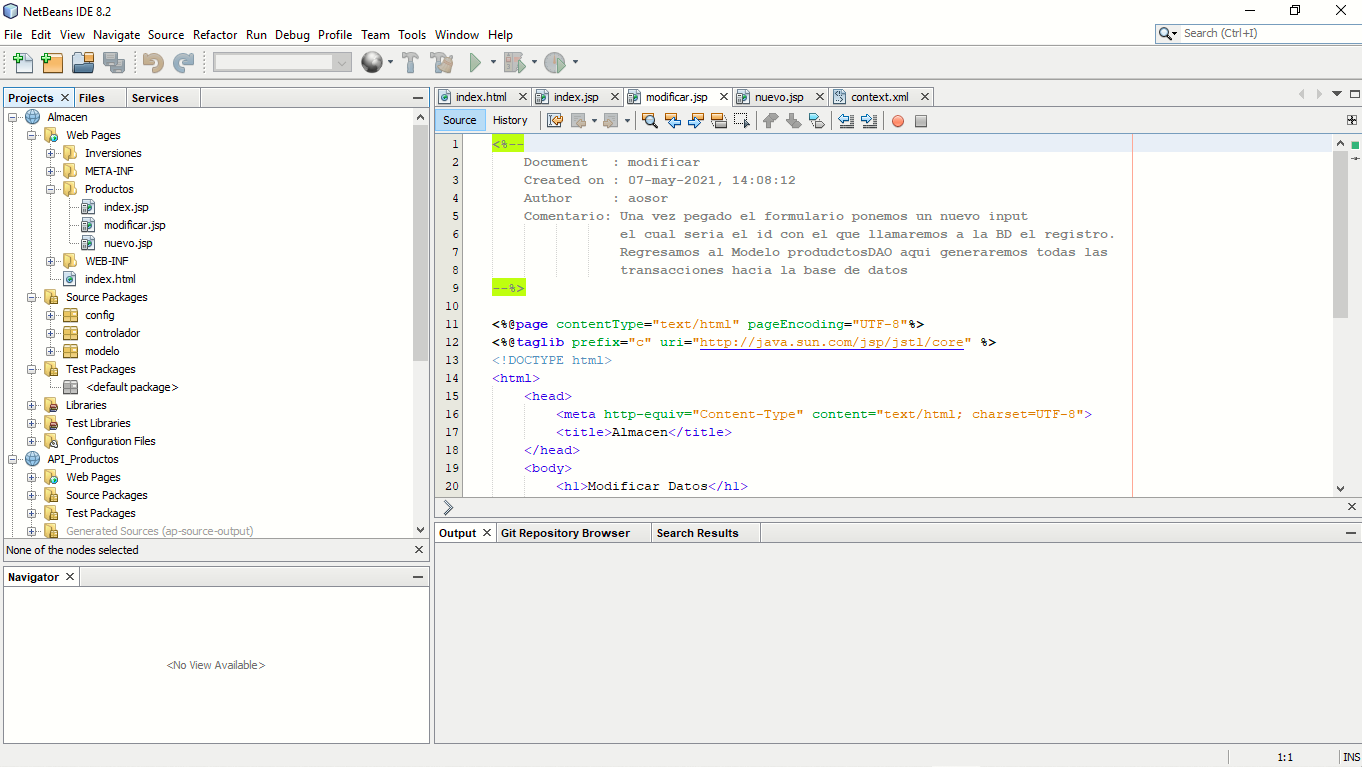 NetBeans IDE 8.2
File Edit View Navigate Source Refactor Run Debug Profile Team Tools Window Help
Search (Ctrl+I)
Projects Files Services
Almacen
Web Pages
Inversiones
META-INF
Productos
index.jsp
modificar.jsp
nuevo.jsp
WEB-INF
index.html
Source Packages
config
controlador
modelo
Test Packages
<default package>
Libraries
Test Libraries
Configuration Files
API_Productos
Web Pages
Source Packages
Test Packages
Generated Sources (ap-source-output)
None of the nodes selected
Navigator
<No View Available>
index.html index.jsp modificar.jsp nuevo.jsp context.xml
Source History
1 <%--
2 Document : modificar
3 Created on : 07-may-2021, 14:08:12
4 Author : aosor
5 Comentario: Una vez pegado el formulario ponemos un nuevo input
6 el cual seria el id con el que llamaremos a la BD el registro.
7 Regresamos al Modelo produdctosDAO aqui generaremos todas las
8 transacciones hacia la base de datos
9 --%>
10
11 <%@page contentType="text/html" pageEncoding="UTF-8"%>
12 <%@taglib prefix="c" uri="http://java.sun.com/jsp/jstl/core" %>
13 <!DOCTYPE html>
14 <html>
15 <head>
16 <meta http-equiv="Content-Type" content="text/html; charset=UTF-8">
17 <title>Almacen</title>
18 </head>
19 <body>
20 <h1>Modificar Datos</h1>
Output Git Repository Browser Search Results
1:1 INS